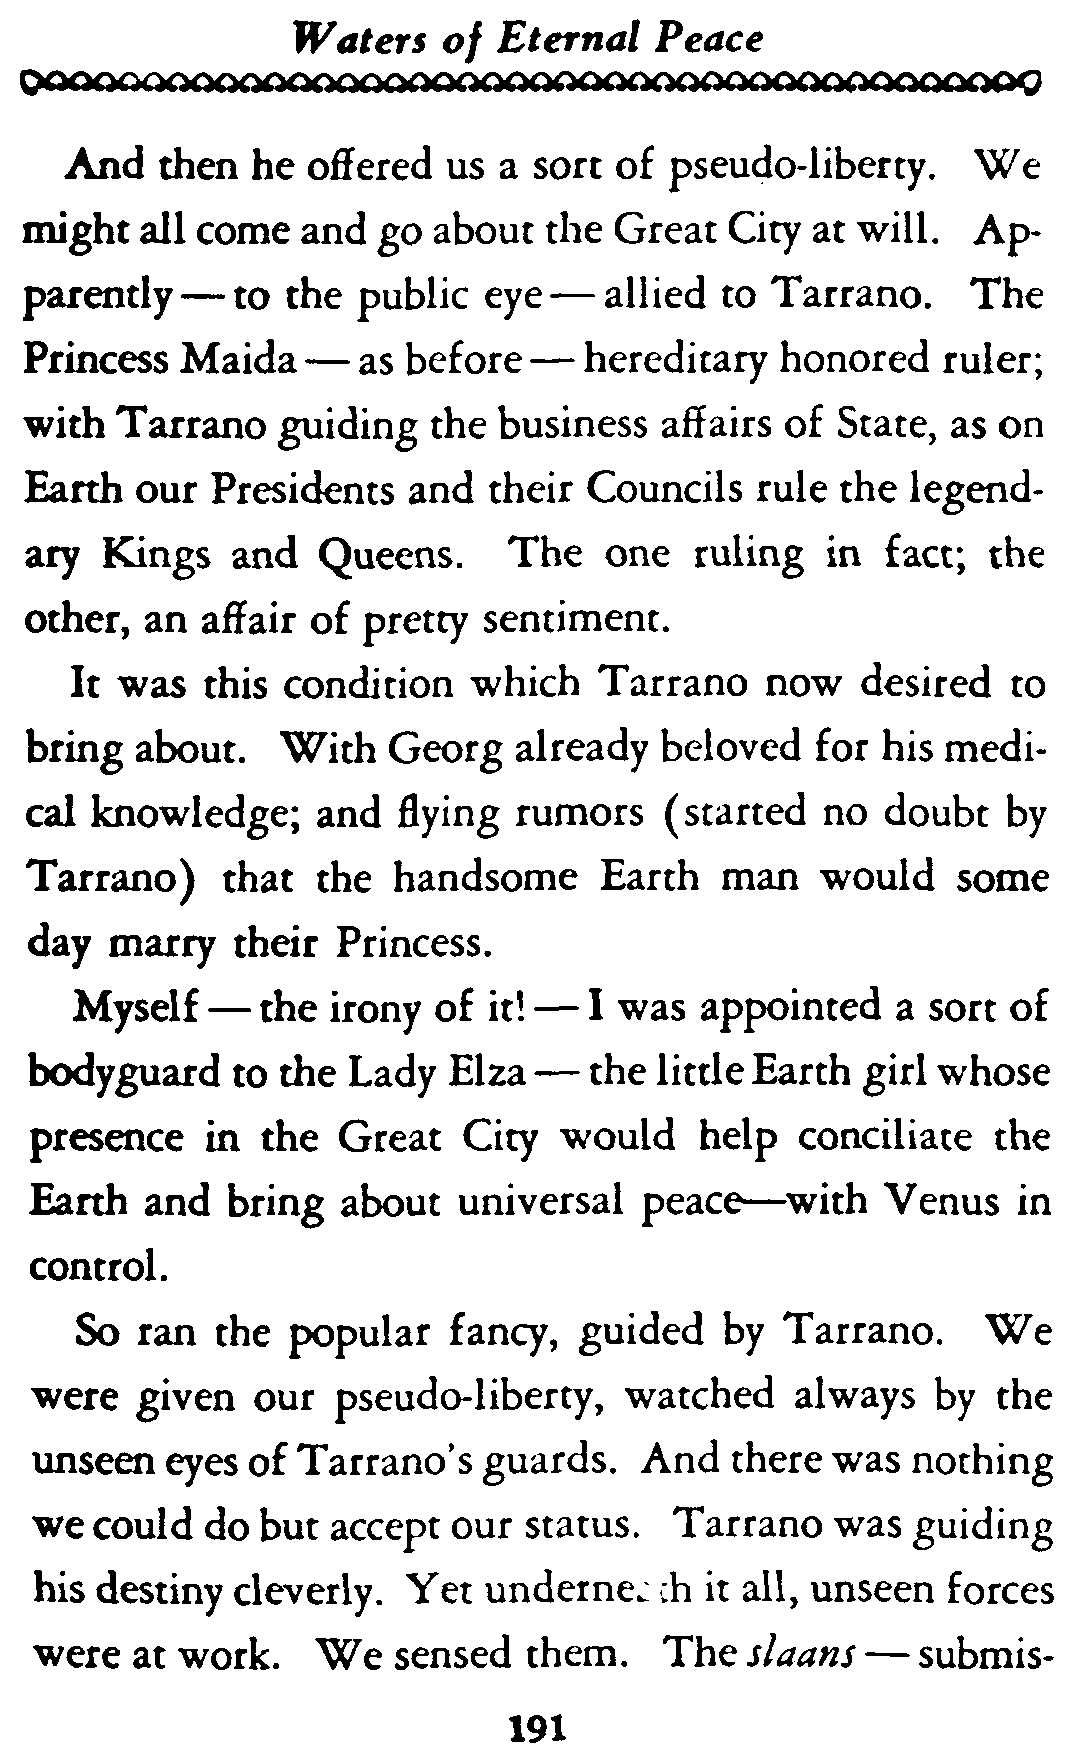 Waters of Eternal Peace
And then he offered us a sort of pseudo-liberty. We
might all come and go about the Great City at will. Ap-
parently — to the public eye — allied to Tarrano. The
Princess Maida — as before — hereditary honored ruler;
with Tarrano guiding the business affairs of State, as on
Earth our Presidents and their Councils rule the legend-
ary Kings and Queens. The one ruling in fact; the
other, an affair of pretty sentiment.
It was this condition which Tarrano now desired to
bring about. With Georg already beloved for his medi-
cal knowledge; and flying rumors (started no doubt by
Tarrano) that the handsome Earth man would some
day marry their Princess.
Myself — the irony of it! — I was appointed a sort of
bodyguard to the Lady Elza — the little Earth girl whose
presence in the Great City would help conciliate the
Earth and bring about universal peace—with Venus in
control.
So ran the popular fancy, guided by Tarrano. We
were given our pseudo-liberty, watched always by the
unseen eyes of Tarrano's guards. And there was nothing
we could do but accept our status. Tarrano was guiding
his destiny cleverly. Yet underneath it all, unseen forces
were at work. We sensed them. The slaans — submis-
191